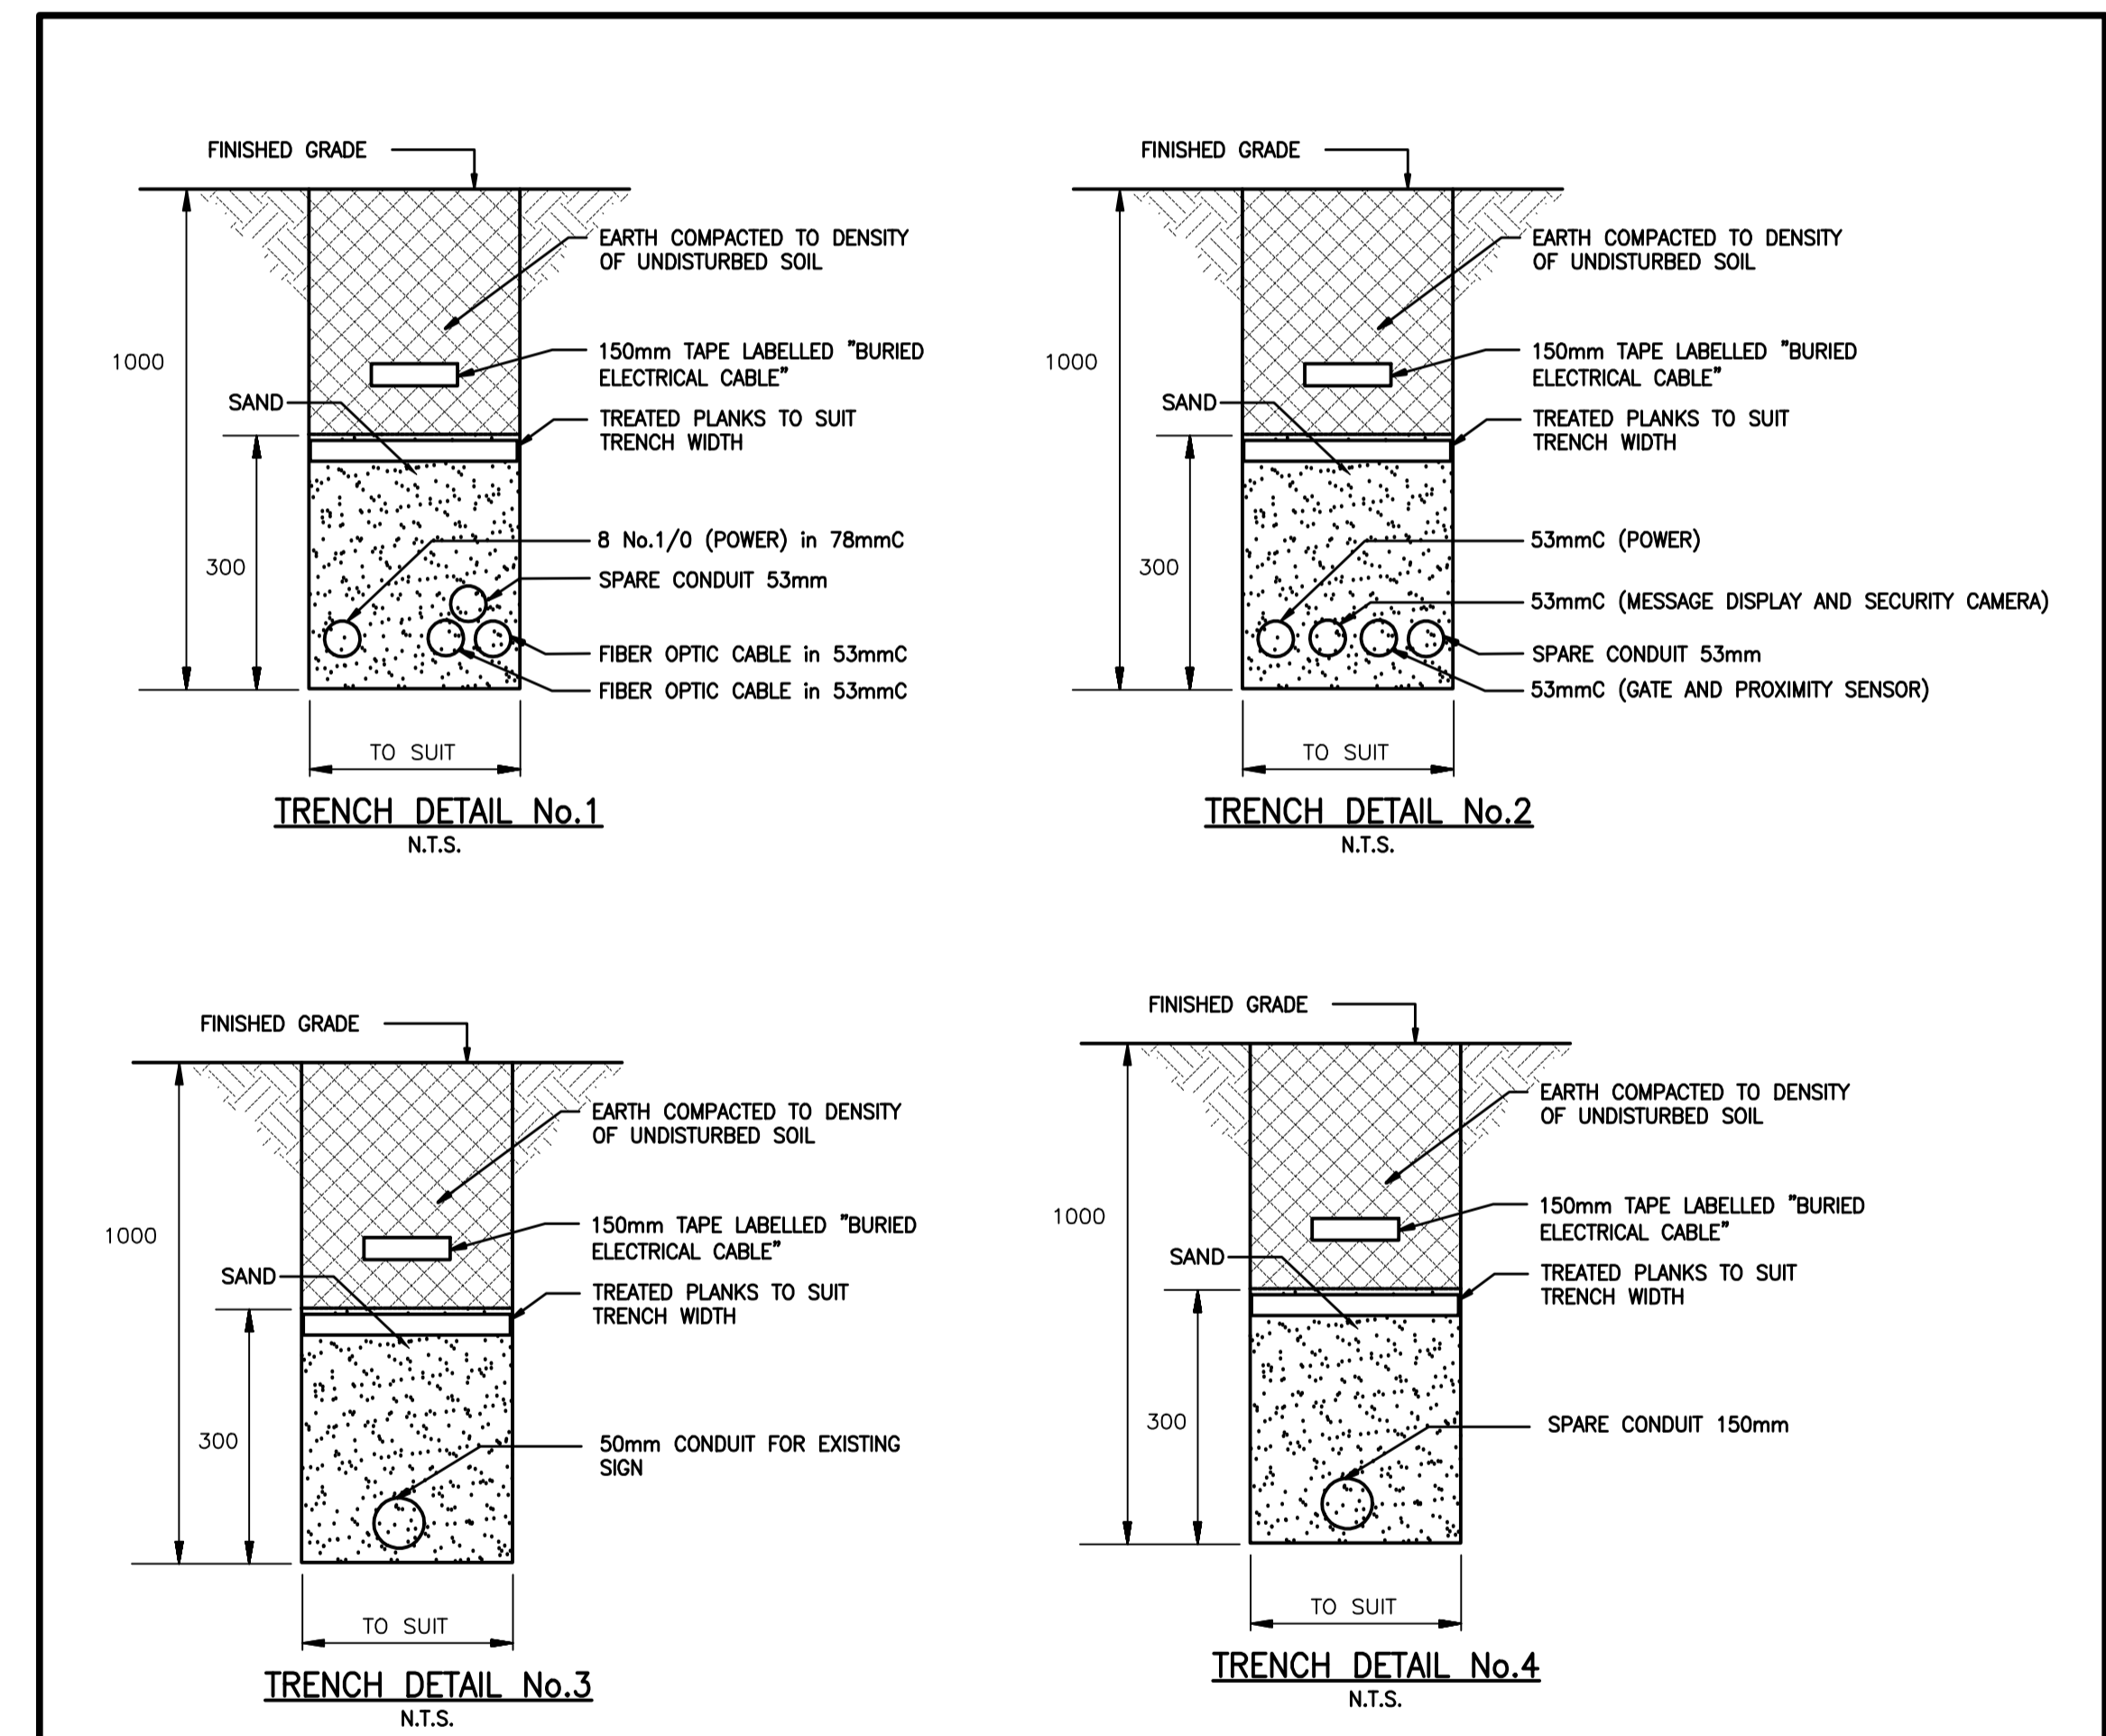 FINISHED GRADE
EARTH COMPACTED TO DENSITY
OF UNDISTURBED SOIL
1000
150mm TAPE LABELLED "BURIED
ELECTRICAL CABLE"
SAND
TREATED PLANKS TO SUIT
TRENCH WIDTH
8 No.1/0 (POWER) in 78mmC
300
SPARE CONDUIT 53mm
FIBER OPTIC CABLE in 53mmC
FIBER OPTIC CABLE in 53mmC
TO SUIT
TRENCH DETAIL No.1
N.T.S.
FINISHED GRADE
EARTH COMPACTED TO DENSITY
OF UNDISTURBED SOIL
1000
150mm TAPE LABELLED "BURIED
ELECTRICAL CABLE"
SAND
TREATED PLANKS TO SUIT
TRENCH WIDTH
53mmC (POWER)
300
53mmC (MESSAGE DISPLAY AND SECURITY CAMERA)
SPARE CONDUIT 53mm
53mmC (GATE AND PROXIMITY SENSOR)
TO SUIT
TRENCH DETAIL No.2
N.T.S.
FINISHED GRADE
EARTH COMPACTED TO DENSITY
OF UNDISTURBED SOIL
1000
150mm TAPE LABELLED "BURIED
ELECTRICAL CABLE"
SAND
TREATED PLANKS TO SUIT
TRENCH WIDTH
300
50mm CONDUIT FOR EXISTING
SIGN
TO SUIT
TRENCH DETAIL No.3
N.T.S.
FINISHED GRADE
EARTH COMPACTED TO DENSITY
OF UNDISTURBED SOIL
1000
150mm TAPE LABELLED "BURIED
ELECTRICAL CABLE"
SAND
TREATED PLANKS TO SUIT
TRENCH WIDTH
300
SPARE CONDUIT 150mm
TO SUIT
TRENCH DETAIL No.4
N.T.S.